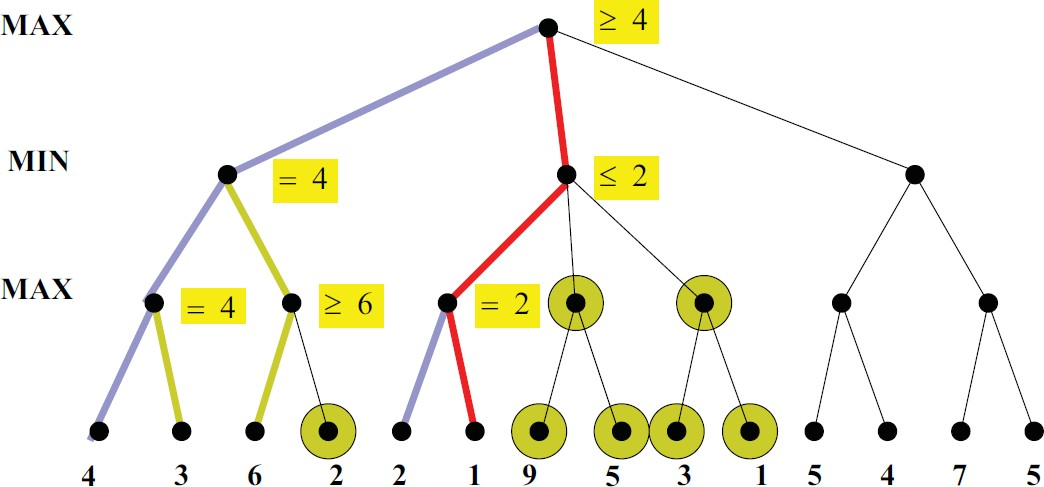 MAX ≥ 4
MIN = 4 ≤ 2
MAX = 4 ≥ 6 = 2
4 3 6 2 2 1 9 5 3 1 5 4 7 5